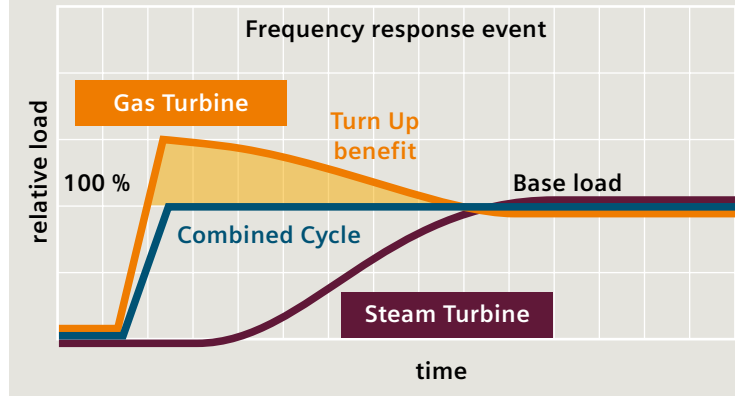 Frequency response event
Gas Turbine
Turn Up
benefit
relative load
100 %
Base load
Combined Cycle
Steam Turbine
time